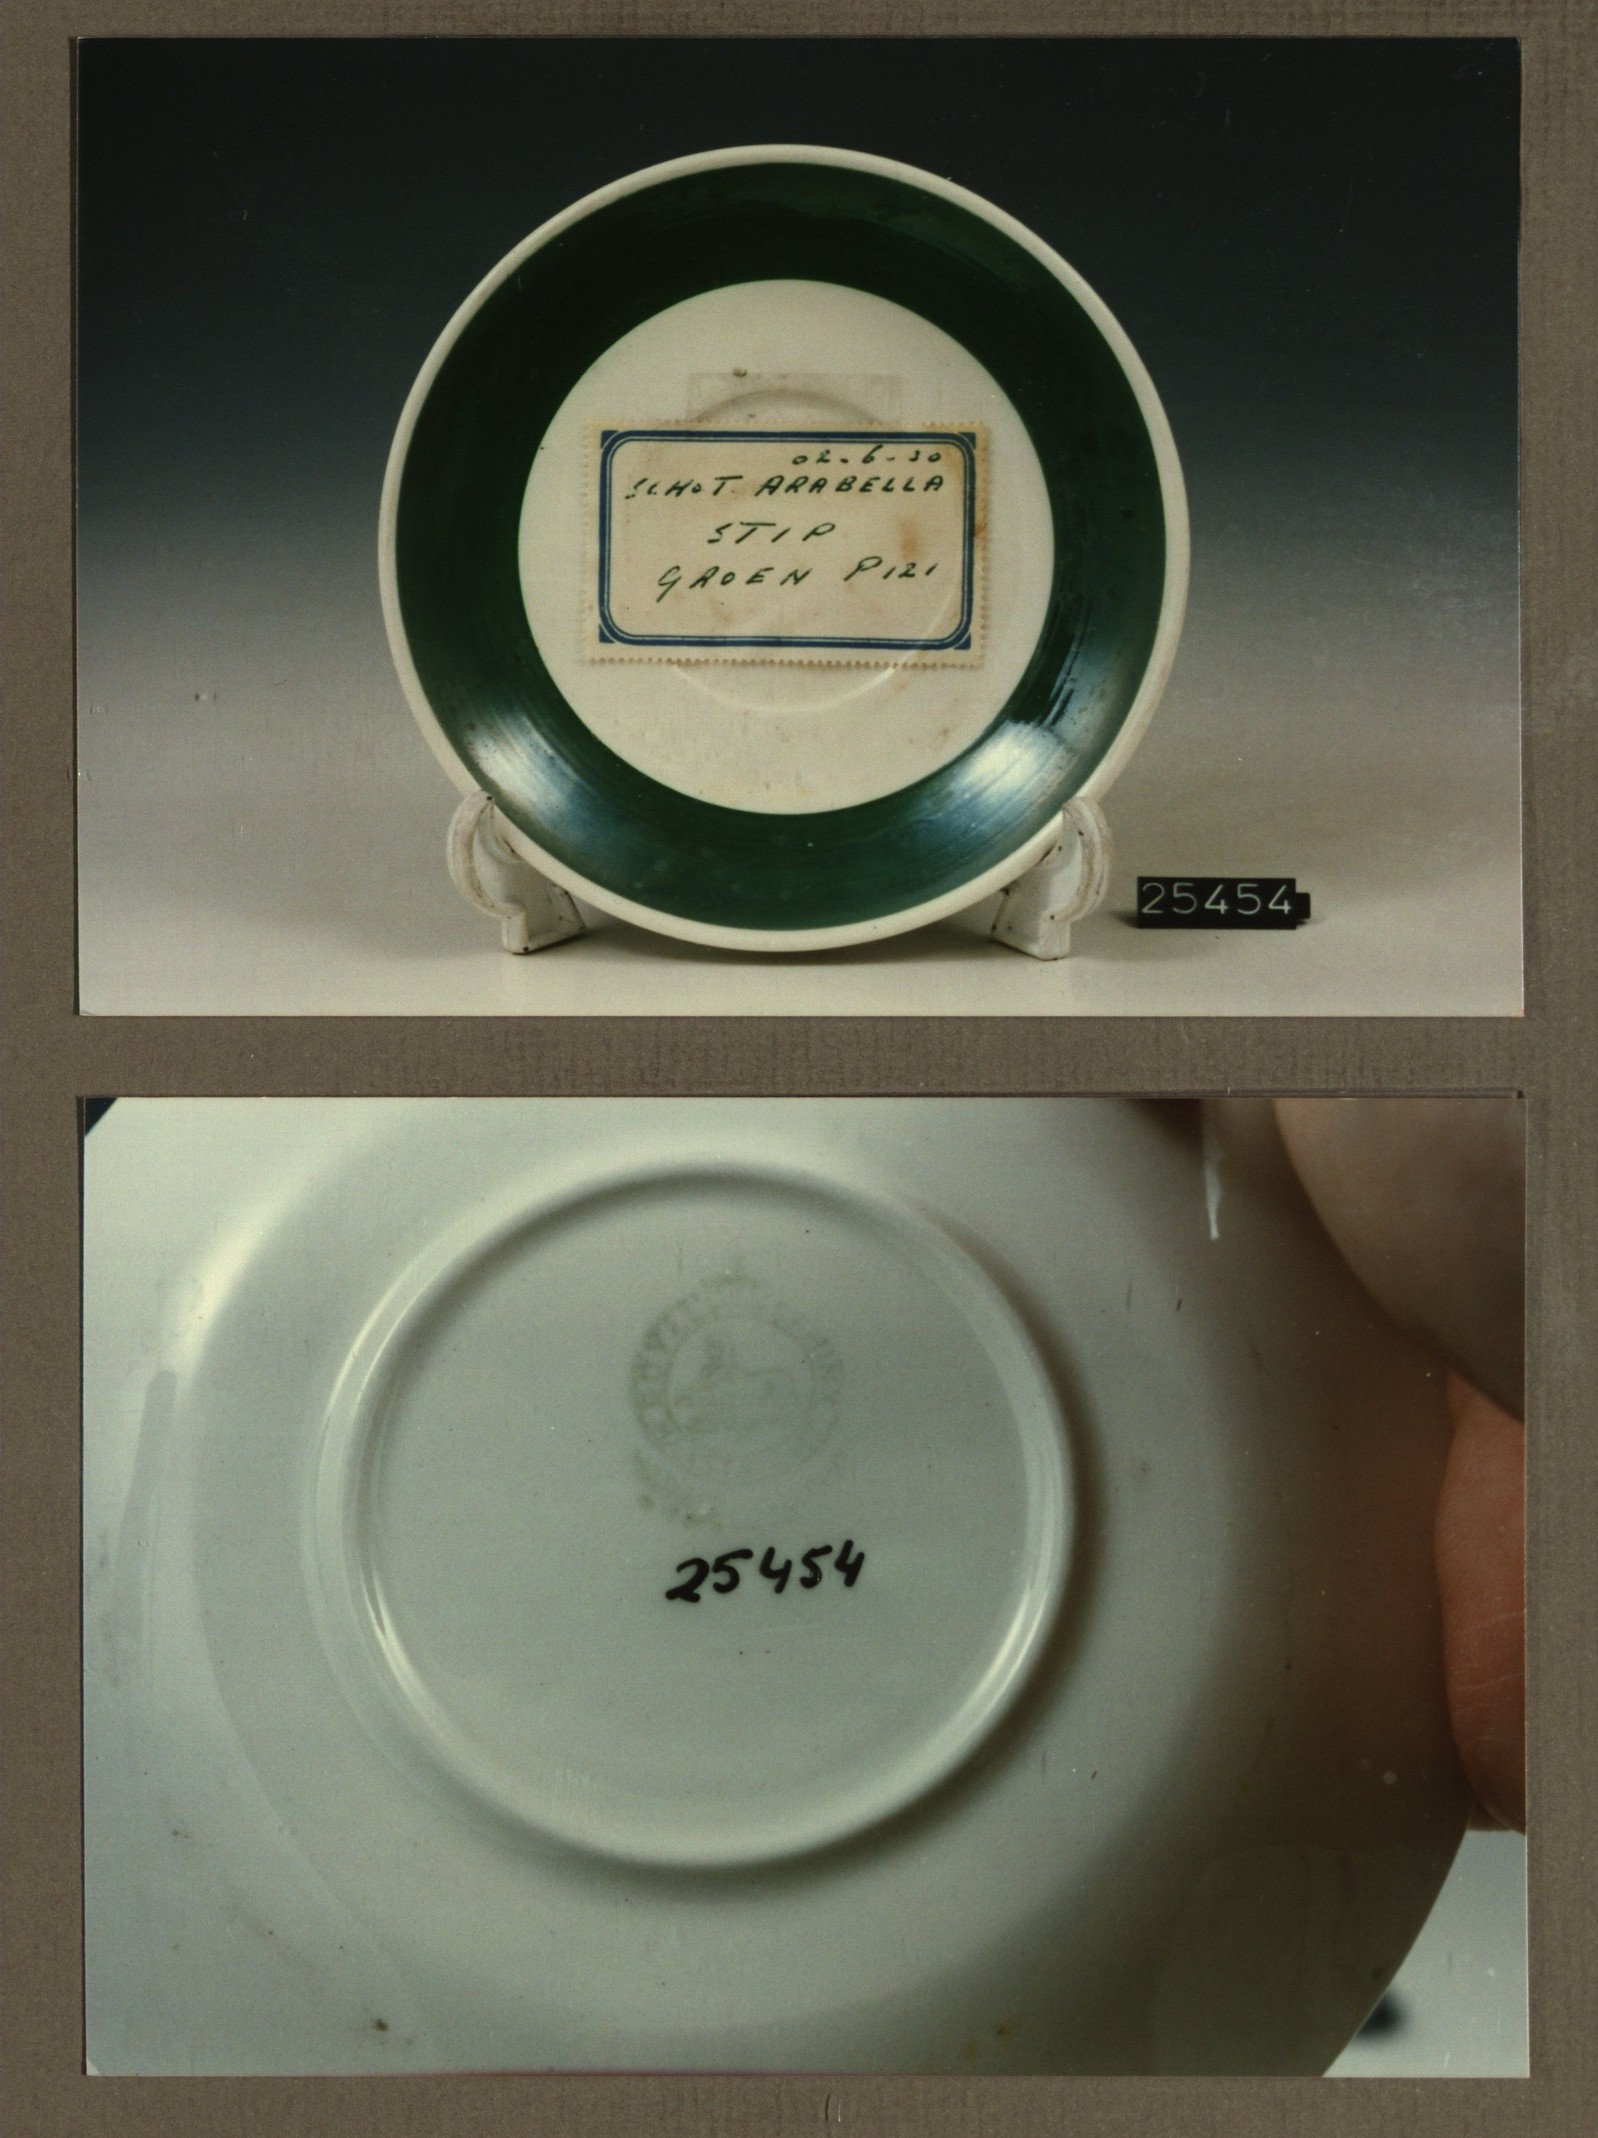 02-6-30
SCHOT ARABELLA
STIP
GROEN P121
25454
25454